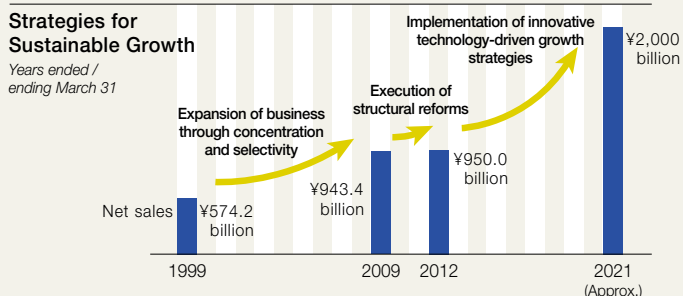 Strategies for
Sustainable Growth
Years ended /
ending March 31
Expansion of business
through concentration
and selectivity
Execution of
structural reforms
Implementation of innovative
technology-driven growth
strategies
Net sales
¥574.2
billion
¥943.4
billion
¥950.0
billion
¥2,000
billion
1999
2009
2012
2021
(Approx.)